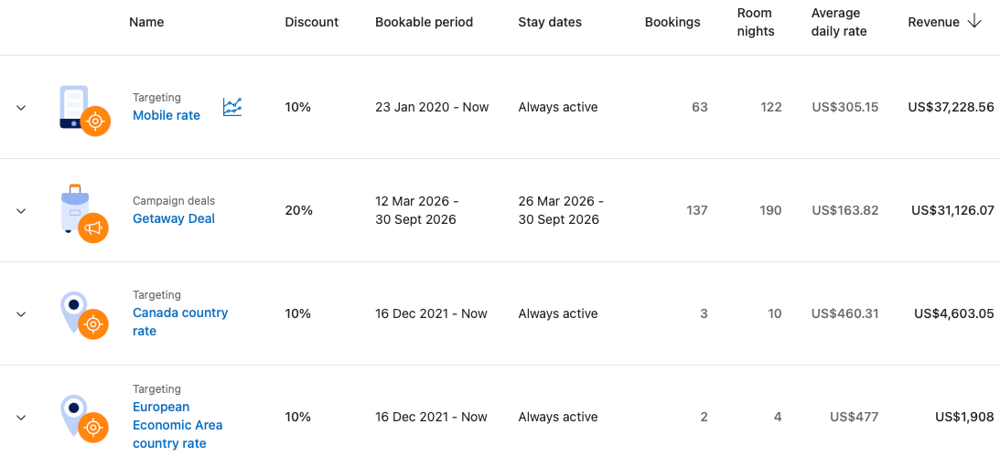 Name Discount Bookable period Stay dates Bookings Room nights Average daily rate Revenue
Targeting
Mobile rate 10% 23 Jan 2020 - Now Always active 63 122 US$305.15 US$37,228.56
Campaign deals
Getaway Deal 20% 12 Mar 2026 - 30 Sept 2026 26 Mar 2026 - 30 Sept 2026 137 190 US$163.82 US$31,126.07
Targeting
Canada country rate 10% 16 Dec 2021 - Now Always active 3 10 US$460.31 US$4,603.05
Targeting
European Economic Area country rate 10% 16 Dec 2021 - Now Always active 2 4 US$477 US$1,908